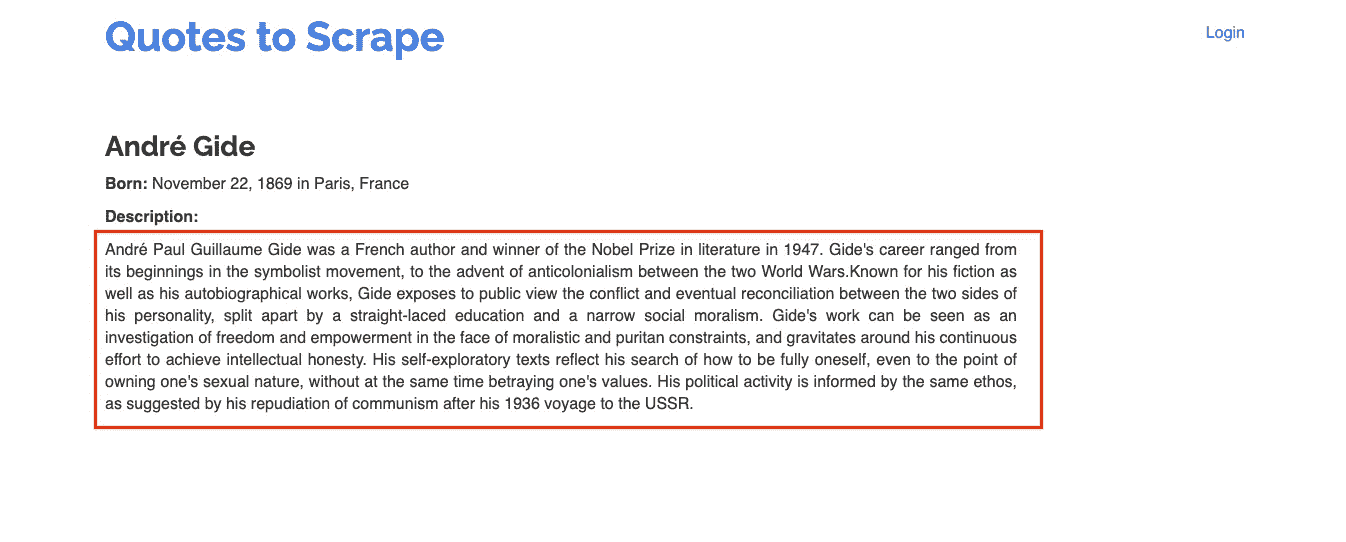 Quotes to Scrape
Login
André Gide
Born: November 22, 1869 in Paris, France
Description:
André Paul Guillaume Gide was a French author and winner of the Nobel Prize in literature in 1947. Gide's career ranged from
its beginnings in the symbolist movement, to the advent of anticolonialism between the two World Wars.Known for his fiction as
well as his autobiographical works, Gide exposes to public view the conflict and eventual reconciliation between the two sides of
his personality, split apart by a straight-laced education and a narrow social moralism. Gide's work can be seen as an
investigation of freedom and empowerment in the face of moralistic and puritan constraints, and gravitates around his continuous
effort to achieve intellectual honesty. His self-exploratory texts reflect his search of how to be fully oneself, even to the point of
owning one's sexual nature, without at the same time betraying one's values. His political activity is informed by the same ethos,
as suggested by his repudiation of communism after his 1936 voyage to the USSR.